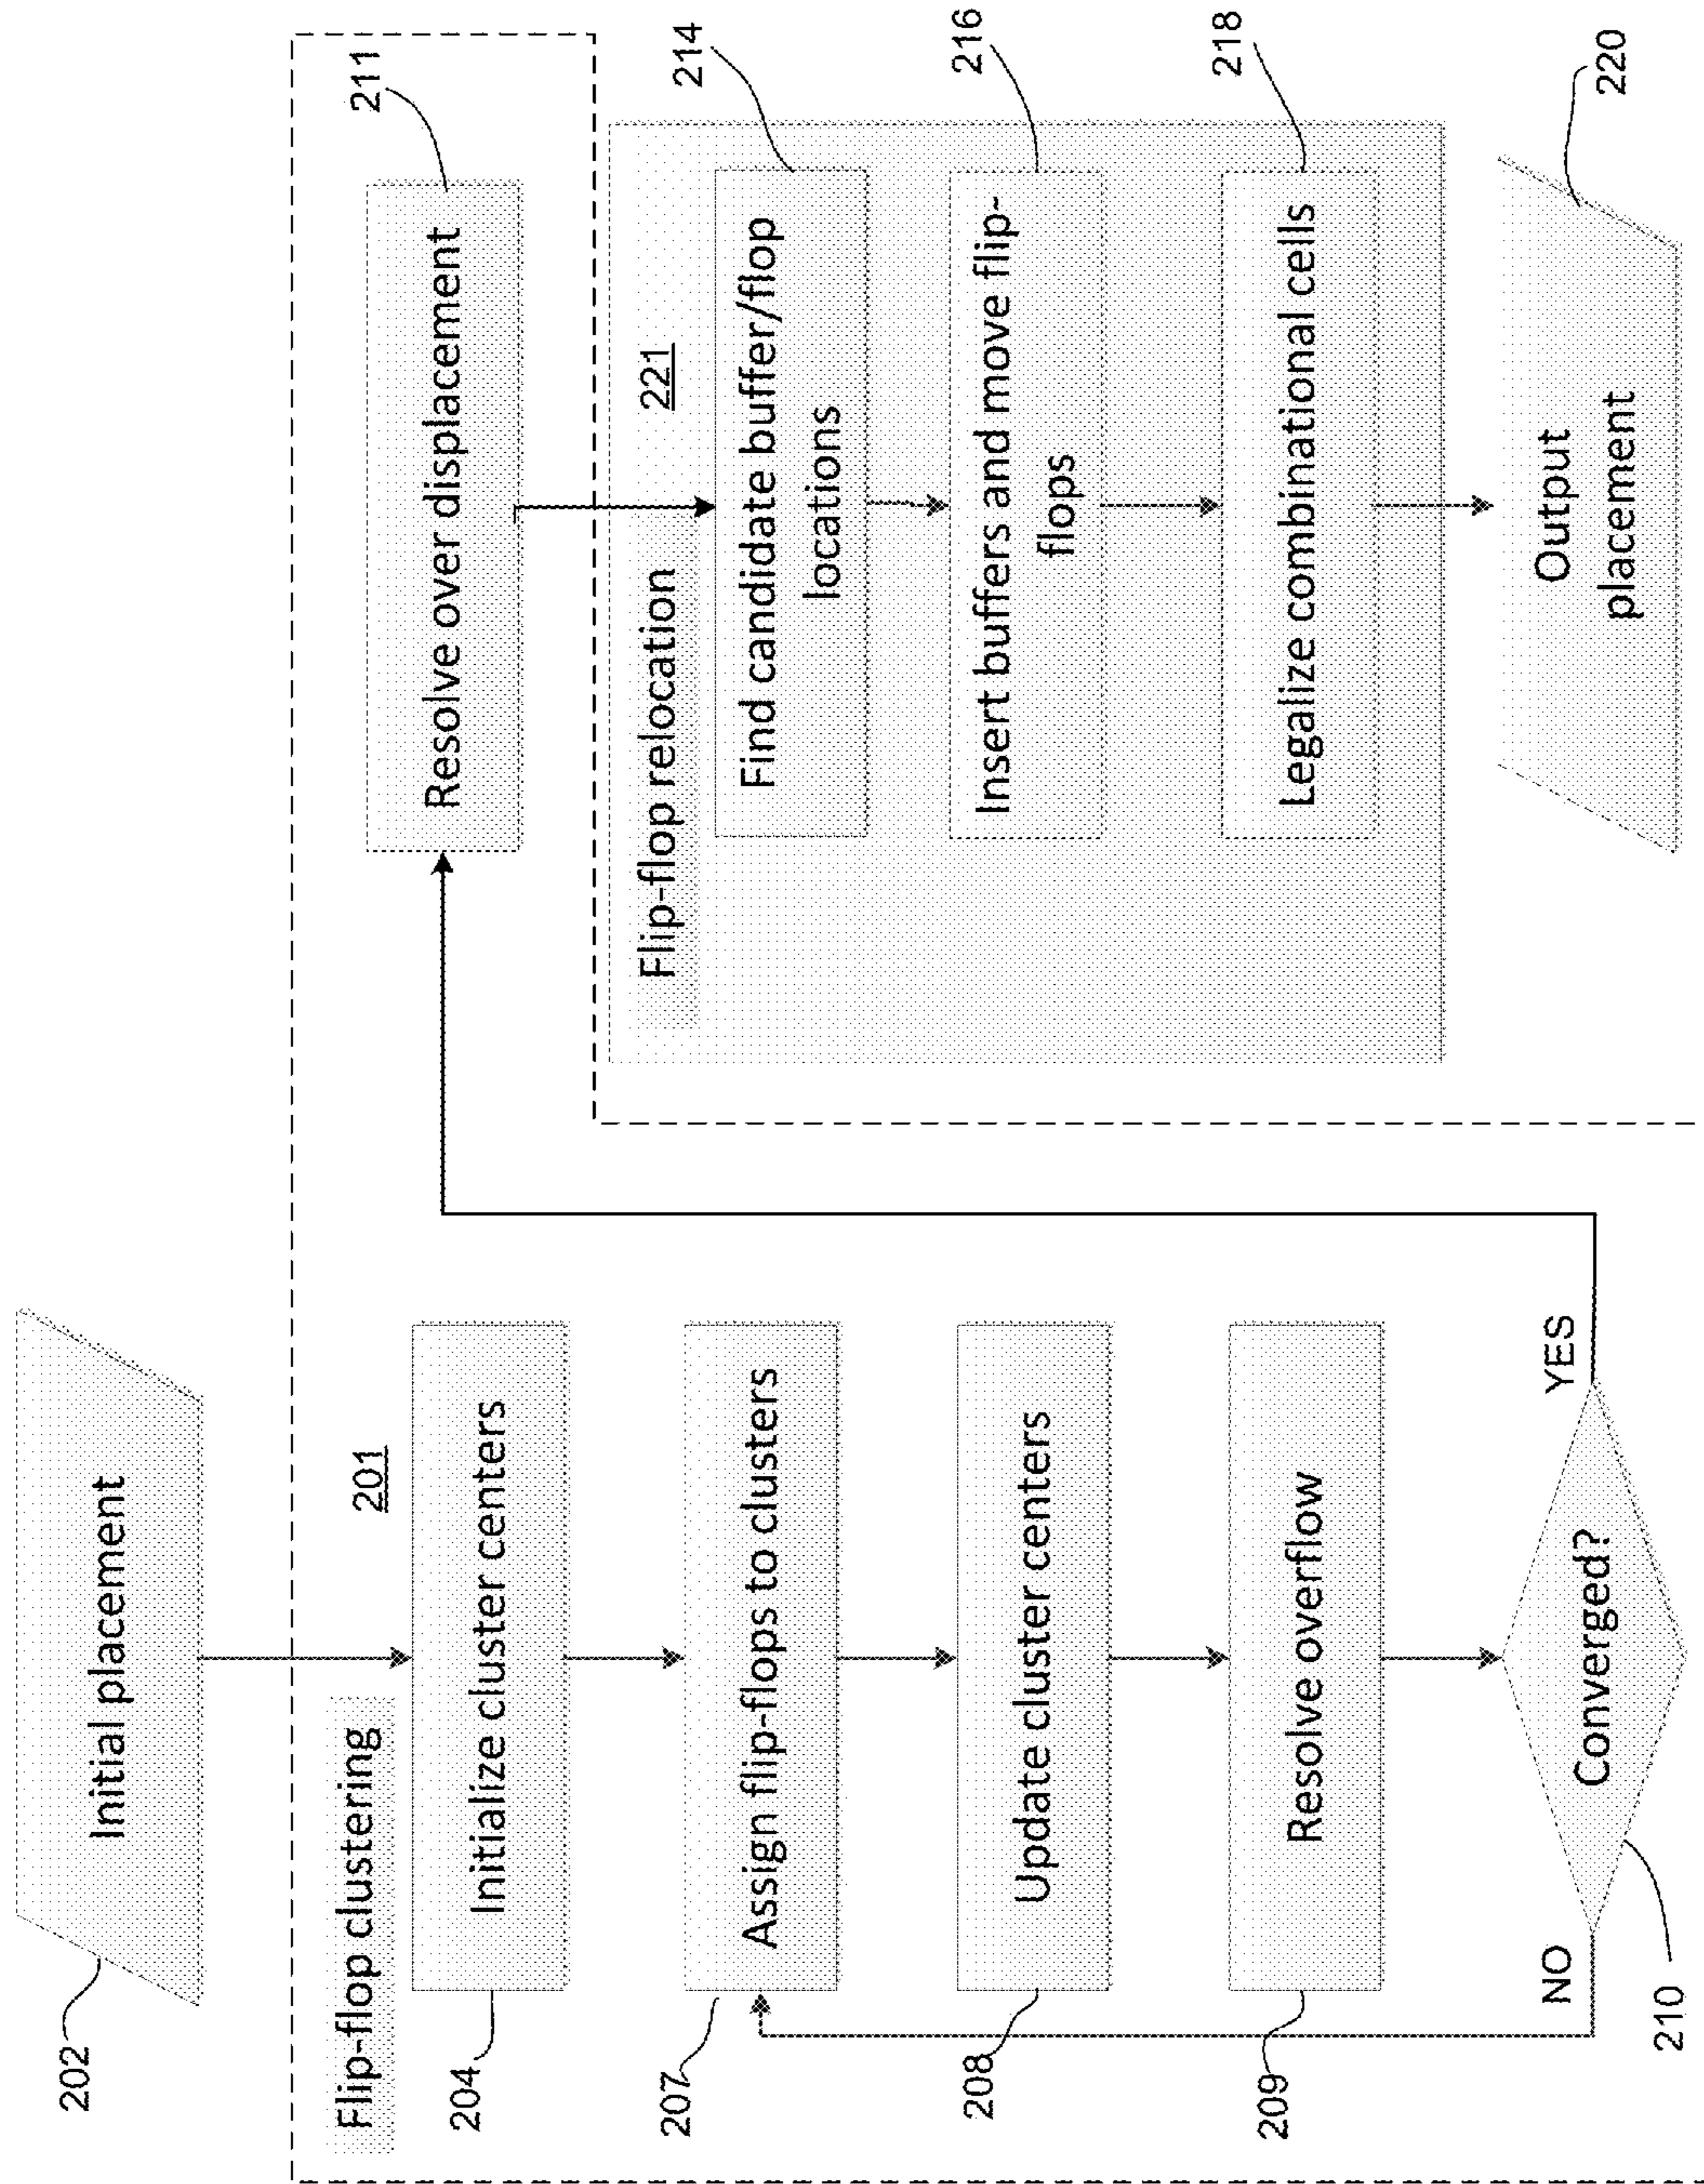 202
Initial placement
Flip-flop clustering
201
204
Initialize cluster centers
207
Assign flip-flops to clusters
208
Update cluster centers
209
Resolve overflow
NO
Converged?
YES
210
Resolve over displacement
211
Flip-flop relocation
221
Find candidate buffer/flop
locations
214
Insert buffers and move flip-
flops
216
Legalize combinational cells
218
Output
placement
220